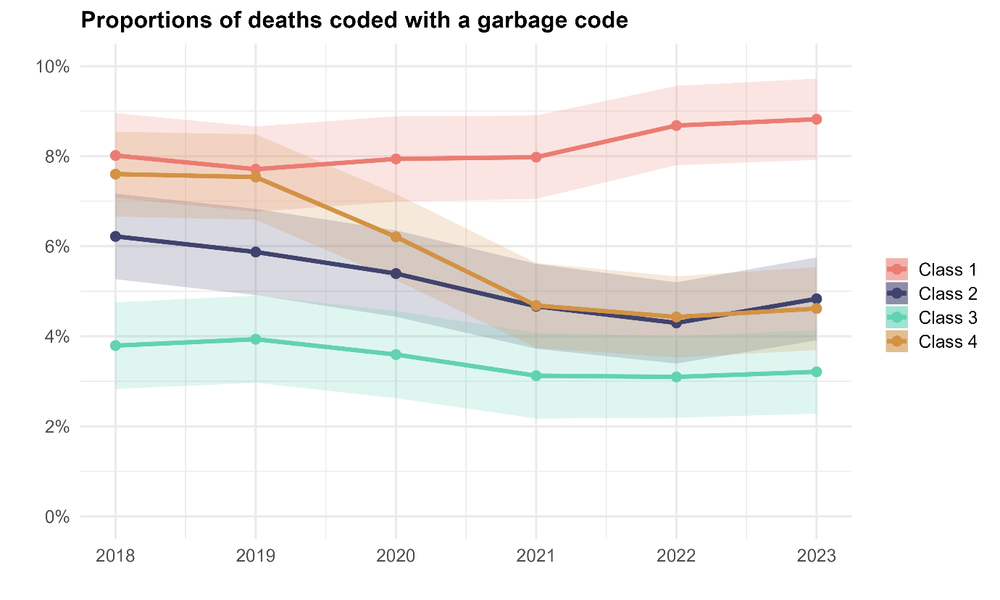 Proportions of deaths coded with a garbage code
10%
8%
6%
4%
2%
0%
2018 2019 2020 2021 2022 2023
Class 1
Class 2
Class 3
Class 4